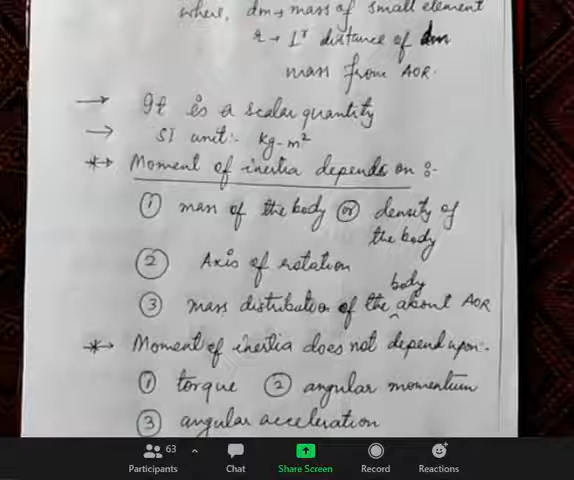 where, dm → mass of small element
r → ⊥r distance of dm
mass from AOR.
→ It is a scalar quantity
→ SI unit:- kg-m²
*→ Moment of inertia depends on :-
① mass of the body or density of
the body
② Axis of rotation
body
③ mass distribution of the ^ about AOR
*→ Moment of inertia does not depend upon:-
① torque ② angular momentum
③ angular acceleration
63
Participants Chat Share Screen Record Reactions